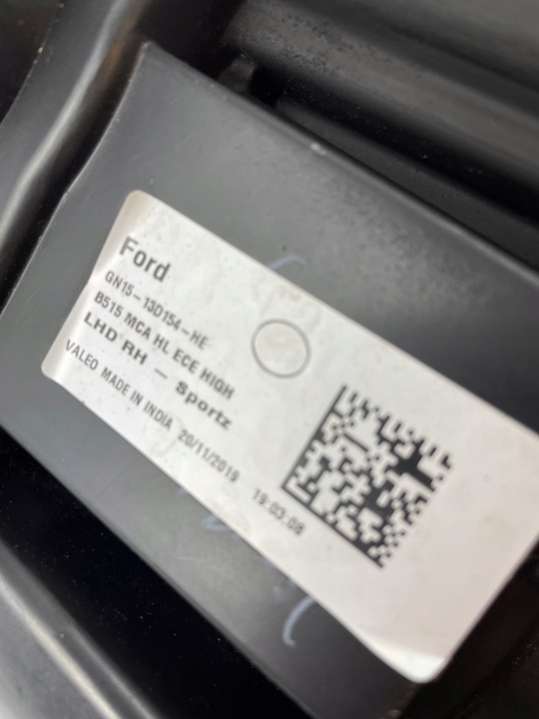 Ford
GN15-13D154-HE
B515 MCA HL ECE HIGH
LHD RH - Sportz
VALEO MADE IN INDIA 20/11/2019 19:03:08